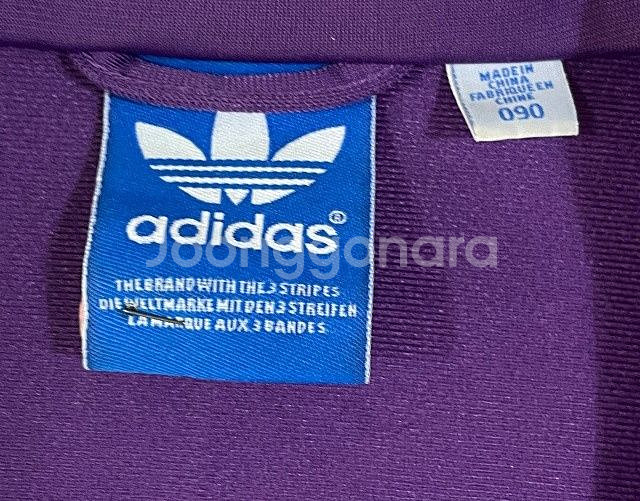 MADE IN
CHINA
FABRIQUE EN
CHINE
090
adidas®
Joonggonara
THE BRAND WITH THE 3 STRIPES
DIE WELTMARKE MIT DEN 3 STREIFEN
LA MARQUE AUX 3 BANDES